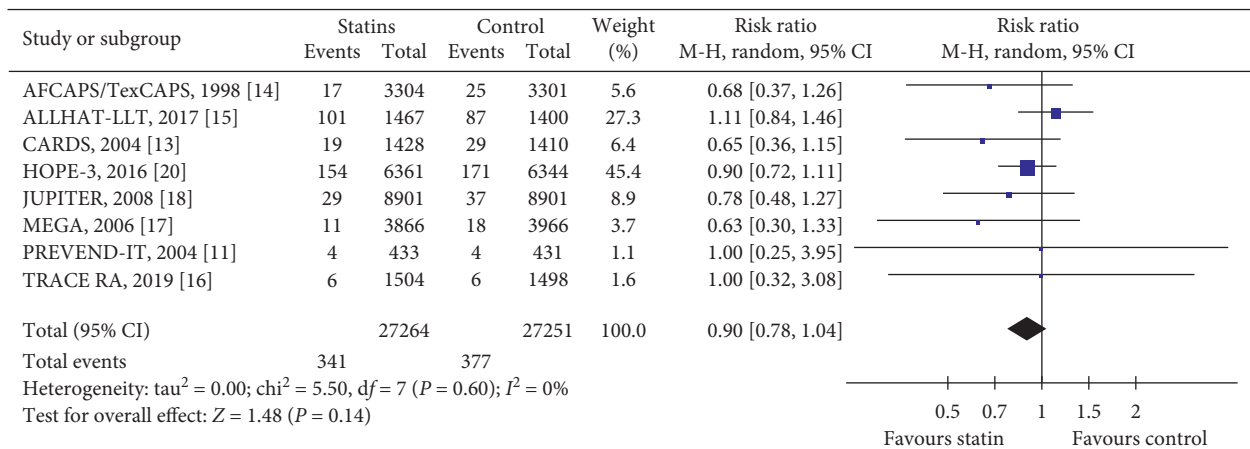 Study or subgroup Statins Control Weight Risk ratio Risk ratio
Events Total Events Total (%) M-H, random, 95% CI M-H, random, 95% CI
AFCAPS/TexCAPS, 1998 [14] 17 3304 25 3301 5.6 0.68 [0.37, 1.26]
ALLHAT-LLT, 2017 [15] 101 1467 87 1400 27.3 1.11 [0.84, 1.46]
CARDS, 2004 [13] 19 1428 29 1410 6.4 0.65 [0.36, 1.15]
HOPE-3, 2016 [20] 154 6361 171 6344 45.4 0.90 [0.72, 1.11]
JUPITER, 2008 [18] 29 8901 37 8901 8.9 0.78 [0.48, 1.27]
MEGA, 2006 [17] 11 3866 18 3966 3.7 0.63 [0.30, 1.33]
PREVEND-IT, 2004 [11] 4 433 4 431 1.1 1.00 [0.25, 3.95]
TRACE RA, 2019 [16] 6 1504 6 1498 1.6 1.00 [0.32, 3.08]
Total (95% CI) 27264 27251 100.0 0.90 [0.78, 1.04]
Total events 341 377
Heterogeneity: tau² = 0.00; chi² = 5.50, df = 7 (P = 0.60); I² = 0%
Test for overall effect: Z = 1.48 (P = 0.14)
0.5 0.7 1 1.5 2
Favours statin Favours control